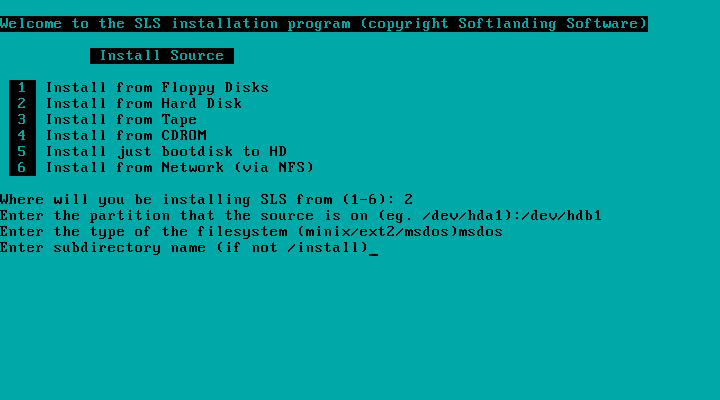 Welcome to the SLS installation program (copyright Softlanding Software)
Install Source
1 Install from Floppy Disks
2 Install from Hard Disk
3 Install from Tape
4 Install from CDROM
5 Install just bootdisk to HD
6 Install from Network (via NFS)
Where will you be installing SLS from (1-6): 2
Enter the partition that the source is on (eg. /dev/hda1):/dev/hdb1
Enter the type of the filesystem (minix/ext2/msdos)msdos
Enter subdirectory name (if not /install)_